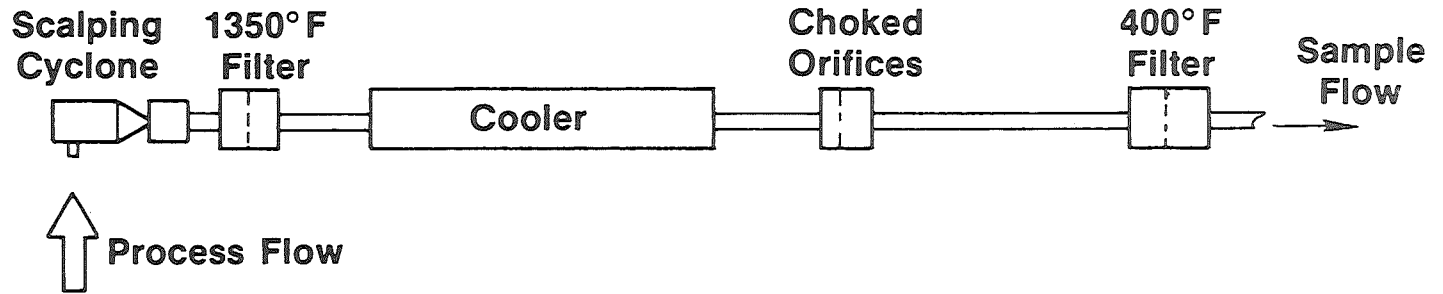 Scalping
Cyclone
1350° F
Filter
Cooler
Choked
Orifices
400° F
Filter
Sample
Flow
Process Flow